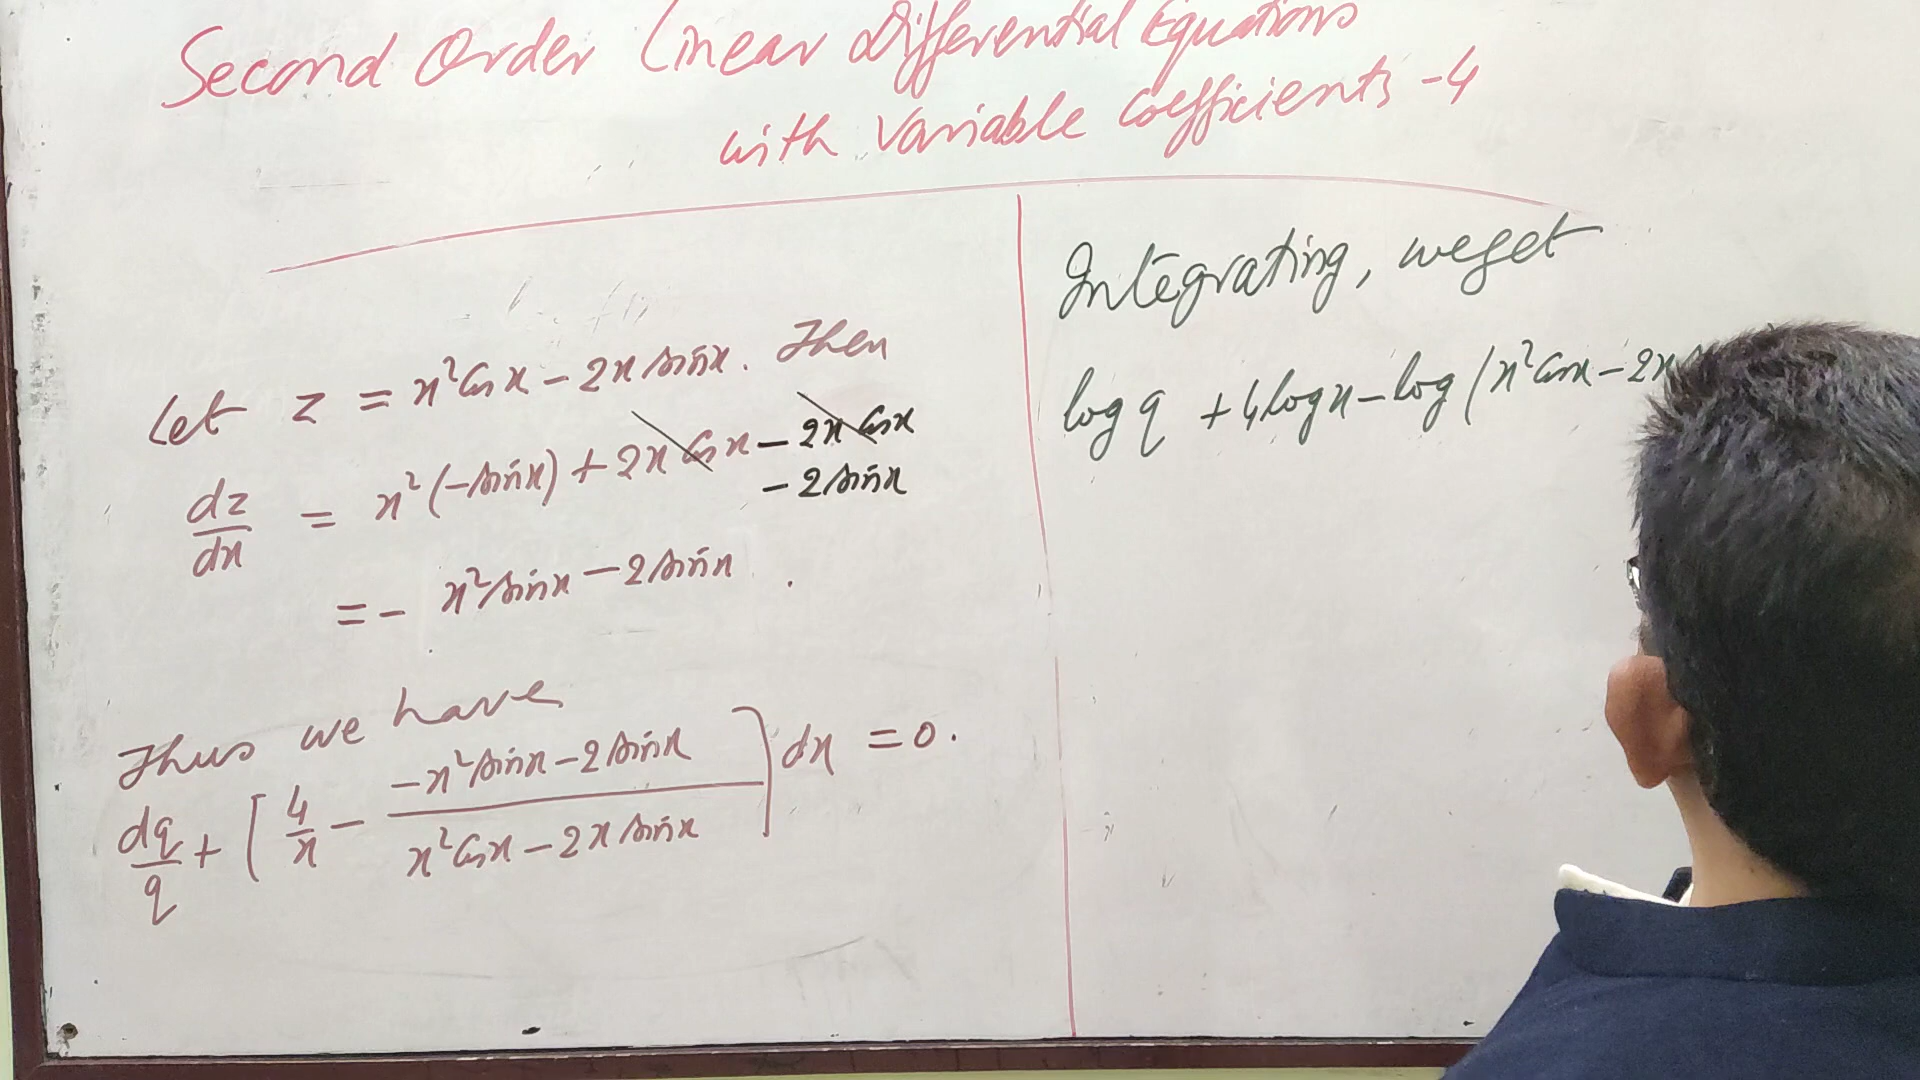 Second Order Linear Differential Equations
with Variable coefficients - 4
Let z = x² cos x - 2x sin x. Then
dz/dx = x² (-sin x) + 2x cos x - 2x cos x
- 2 sin x
= - x² sin x - 2 sin x .
Thus we have
dq/q + [ 4/x - (-x² sin x - 2 sin x)/(x² cos x - 2x sin x) ] dx = 0.
Integrating, we get
log q + 4 log x - log (x² cos x - 2x